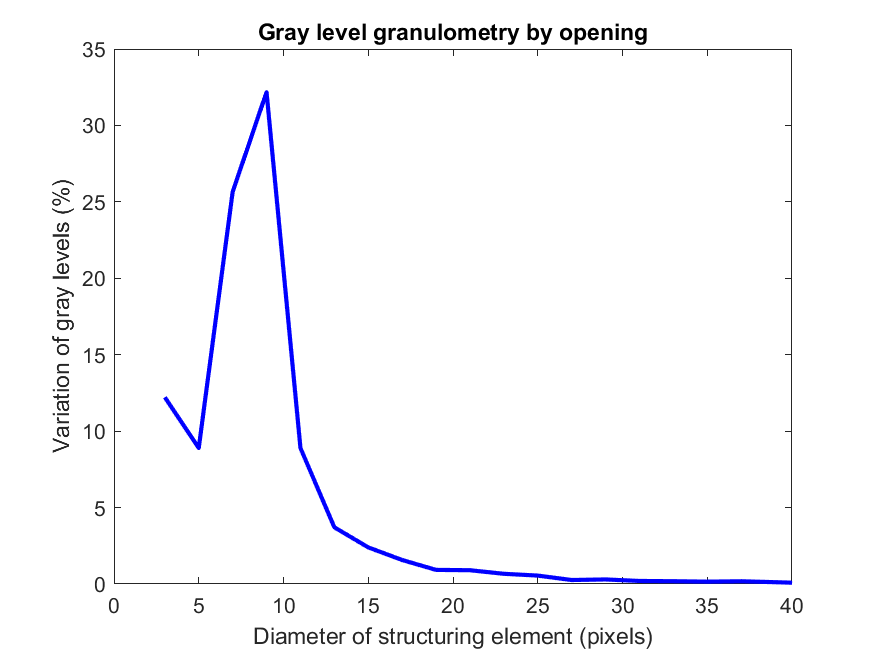 Gray level granulometry by opening
35
30
25
20
15
10
5
0
Variation of gray levels (%)
0 5 10 15 20 25 30 35 40
Diameter of structuring element (pixels)